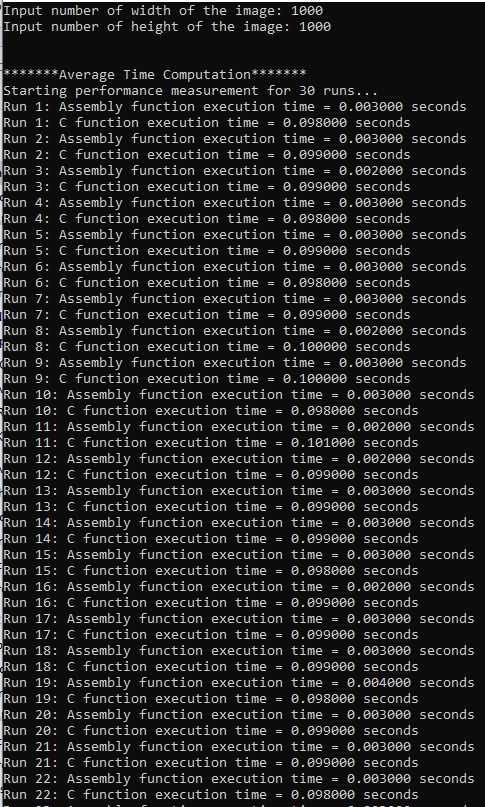 Input number of width of the image: 1000
Input number of height of the image: 1000
*******Average Time Computation*******
Starting performance measurement for 30 runs...
Run 1: Assembly function execution time = 0.003000 seconds
Run 1: C function execution time = 0.098000 seconds
Run 2: Assembly function execution time = 0.003000 seconds
Run 2: C function execution time = 0.099000 seconds
Run 3: Assembly function execution time = 0.002000 seconds
Run 3: C function execution time = 0.099000 seconds
Run 4: Assembly function execution time = 0.003000 seconds
Run 4: C function execution time = 0.098000 seconds
Run 5: Assembly function execution time = 0.003000 seconds
Run 5: C function execution time = 0.099000 seconds
Run 6: Assembly function execution time = 0.003000 seconds
Run 6: C function execution time = 0.098000 seconds
Run 7: Assembly function execution time = 0.003000 seconds
Run 7: C function execution time = 0.099000 seconds
Run 8: Assembly function execution time = 0.002000 seconds
Run 8: C function execution time = 0.100000 seconds
Run 9: Assembly function execution time = 0.003000 seconds
Run 9: C function execution time = 0.100000 seconds
Run 10: Assembly function execution time = 0.003000 seconds
Run 10: C function execution time = 0.098000 seconds
Run 11: Assembly function execution time = 0.002000 seconds
Run 11: C function execution time = 0.101000 seconds
Run 12: Assembly function execution time = 0.002000 seconds
Run 12: C function execution time = 0.099000 seconds
Run 13: Assembly function execution time = 0.003000 seconds
Run 13: C function execution time = 0.099000 seconds
Run 14: Assembly function execution time = 0.003000 seconds
Run 14: C function execution time = 0.099000 seconds
Run 15: Assembly function execution time = 0.003000 seconds
Run 15: C function execution time = 0.098000 seconds
Run 16: Assembly function execution time = 0.002000 seconds
Run 16: C function execution time = 0.099000 seconds
Run 17: Assembly function execution time = 0.003000 seconds
Run 17: C function execution time = 0.099000 seconds
Run 18: Assembly function execution time = 0.003000 seconds
Run 18: C function execution time = 0.099000 seconds
Run 19: Assembly function execution time = 0.004000 seconds
Run 19: C function execution time = 0.098000 seconds
Run 20: Assembly function execution time = 0.003000 seconds
Run 20: C function execution time = 0.099000 seconds
Run 21: Assembly function execution time = 0.003000 seconds
Run 21: C function execution time = 0.099000 seconds
Run 22: Assembly function execution time = 0.003000 seconds
Run 22: C function execution time = 0.098000 seconds